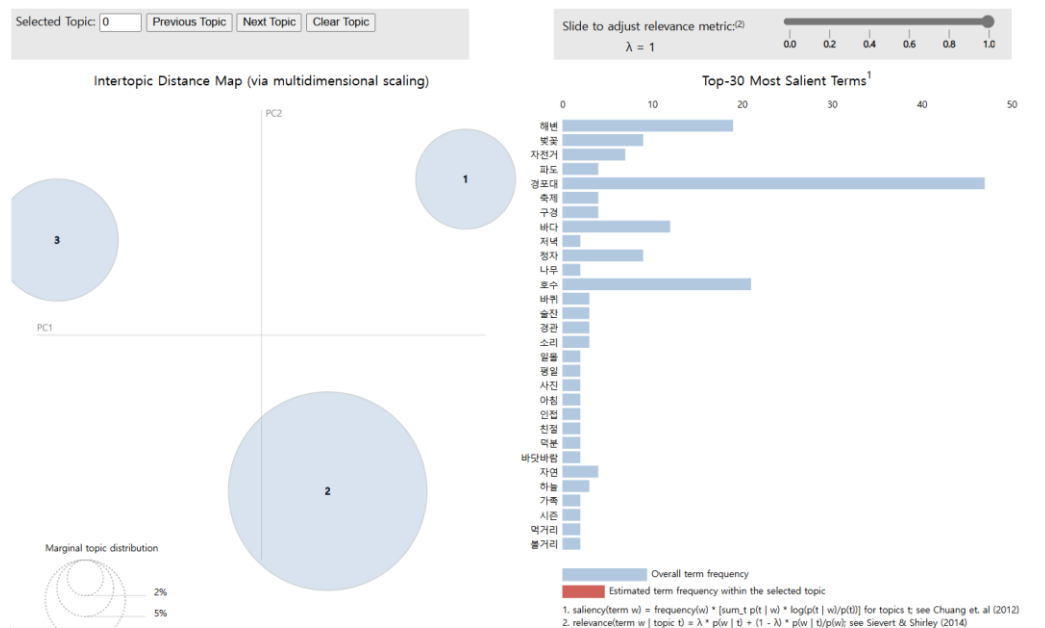 Selected Topic: 0 Previous Topic Next Topic Clear Topic
Slide to adjust relevance metric:(2)
λ = 1
0.0 0.2 0.4 0.6 0.8 1.0
Intertopic Distance Map (via multidimensional scaling)
PC2
PC1
1
3
2
Marginal topic distribution
2%
5%
Top-30 Most Salient Terms1
0 10 20 30 40 50
해변
벚꽃
자전거
파도
경포대
축제
구경
바다
저녁
정자
나무
호수
바퀴
술잔
경관
소리
일몰
평일
사진
아침
인접
친절
덕분
바닷바람
자연
하늘
가족
시즌
먹거리
볼거리
Overall term frequency
Estimated term frequency within the selected topic
1. saliency(term w) = frequency(w) * [sum_t p(t | w) * log(p(t | w)/p(t))] for topics t; see Chuang et. al (2012)
2. relevance(term w | topic t) = λ * p(w | t) + (1 - λ) * p(w | t)/p(w); see Sievert & Shirley (2014)